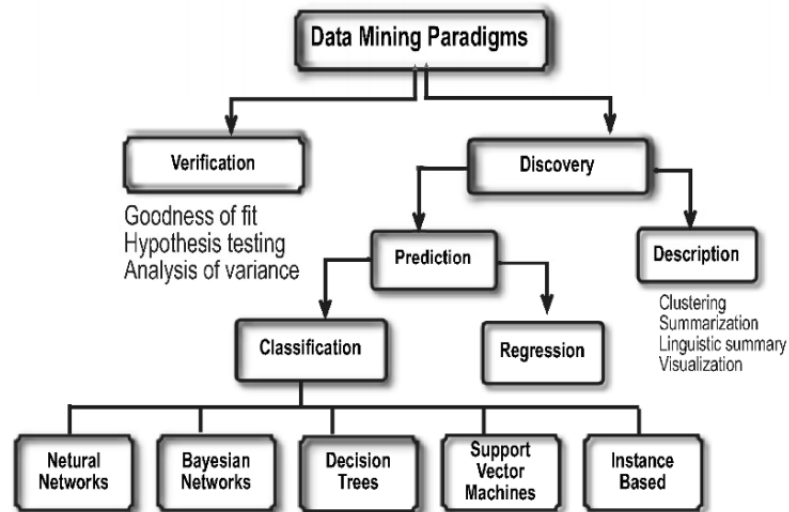 Data Mining Paradigms
Verification
Discovery
Goodness of fit
Hypothesis testing
Analysis of variance
Prediction
Description
Clustering
Summarization
Linguistic summary
Visualization
Classification
Regression
Netural
Networks
Bayesian
Networks
Decision
Trees
Support
Vector
Machines
Instance
Based